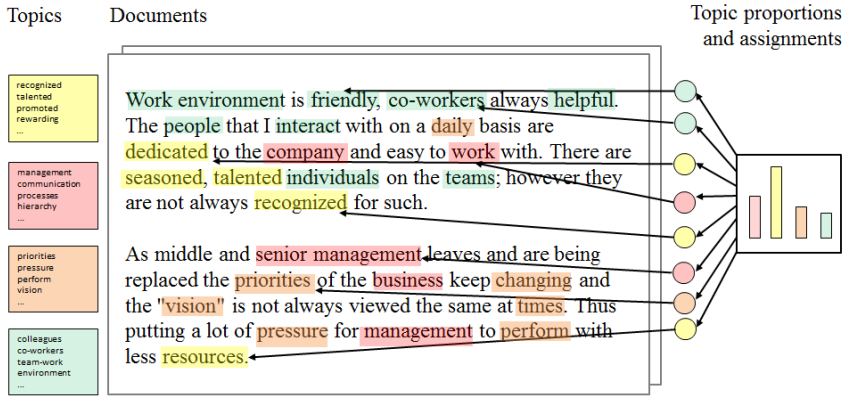 Topics
Documents
Topic proportions
and assignments
recognized
talented
promoted
rewarding
...
management
communication
processes
hierarchy
...
priorities
pressure
perform
vision
...
colleagues
co-workers
team-work
environment
...
Work environment is friendly, co-workers always helpful.
The people that I interact with on a daily basis are
dedicated to the company and easy to work with. There are
seasoned, talented individuals on the teams; however they
are not always recognized for such.
As middle and senior management leaves and are being
replaced the priorities of the business keep changing and
the "vision" is not always viewed the same at times. Thus
putting a lot of pressure for management to perform with
less resources.